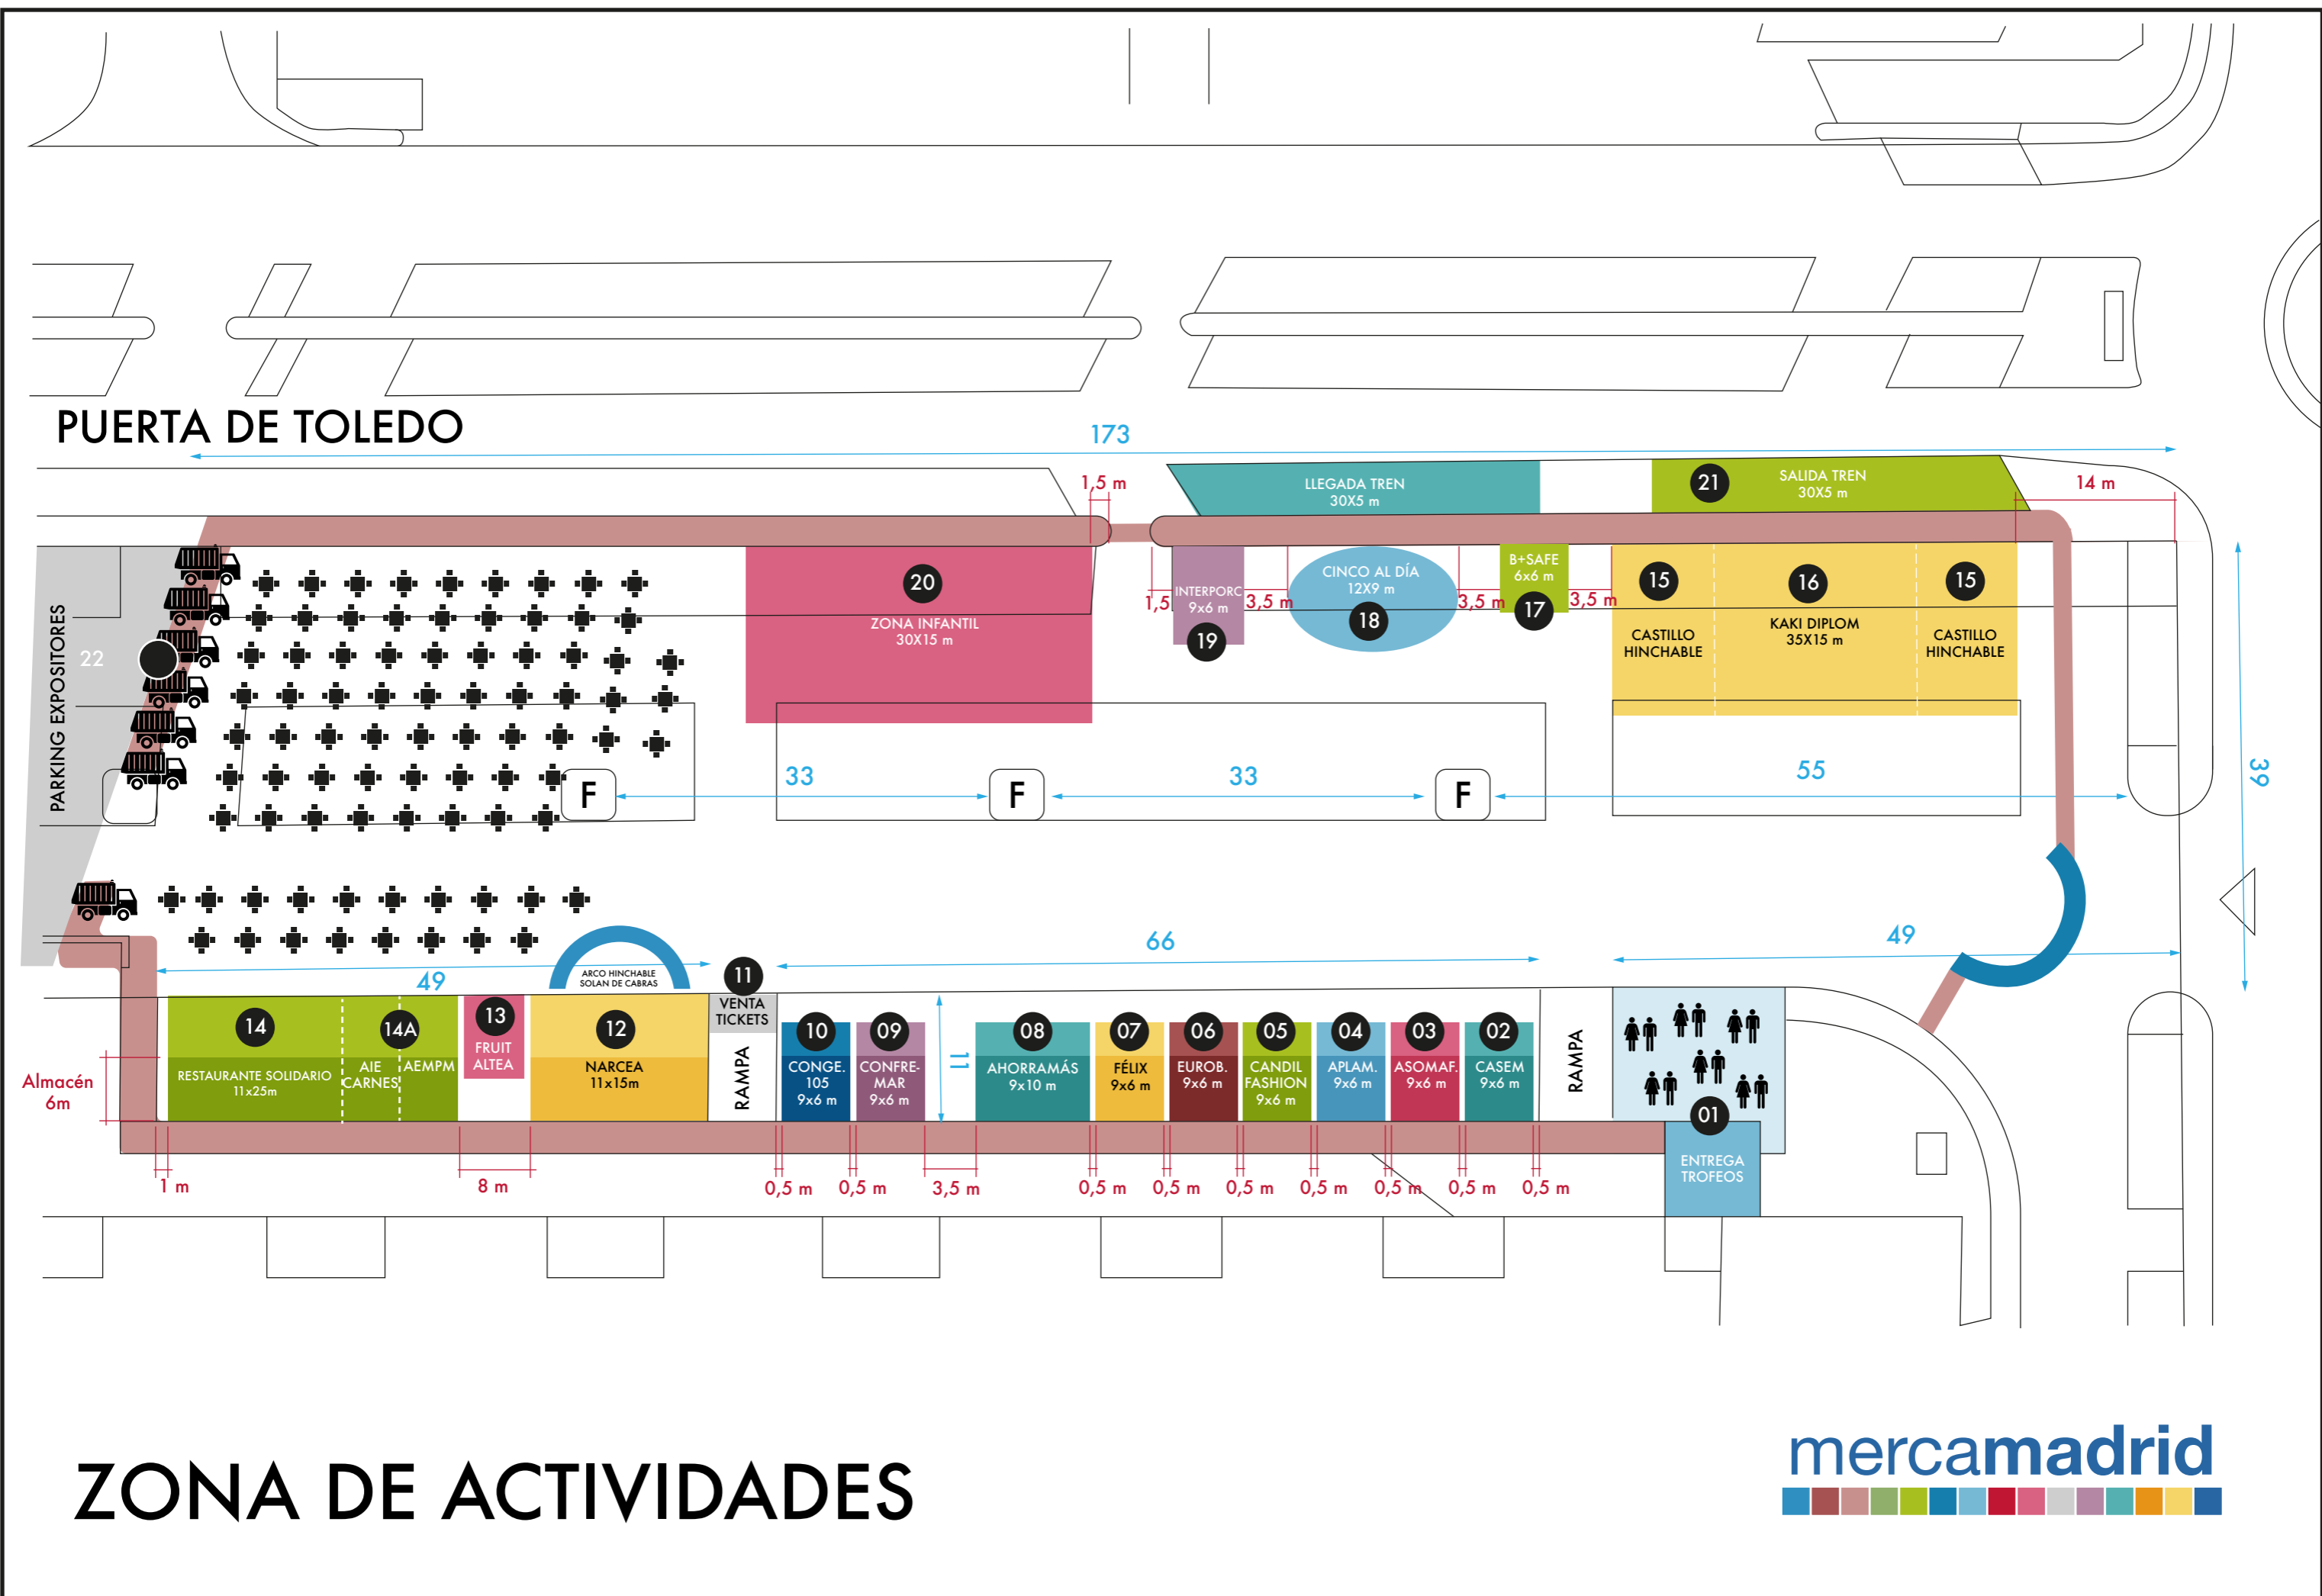 PUERTA DE TOLEDO
173
1,5 m
LLEGADA TREN
30X5 m
21
SALIDA TREN
30X5 m
14 m
PARKING EXPOSITORES
22
20
ZONA INFANTIL
30X15 m
1,5
INTERPORC
9x6 m
19
3,5 m
CINCO AL DÍA
12X9 m
18
3,5 m
B+SAFE
6x6 m
17
3,5 m
15
CASTILLO
HINCHABLE
16
KAKI DIPLOM
35X15 m
15
CASTILLO
HINCHABLE
F
33
F
33
F
55
39
49
ARCO HINCHABLE
SOLAN DE CABRAS
66
49
14
RESTAURANTE SOLIDARIO
11x25m
14A
AIE
CARNES
AEMPM
13
FRUIT
ALTEA
12
NARCEA
11x15m
11
VENTA
TICKETS
RAMPA
10
CONGE.
105
9x6 m
09
CONFRE-
MAR
9x6 m
11
08
AHORRAMÁS
9x10 m
07
FÉLIX
9x6 m
06
EUROB.
9x6 m
05
CANDIL
FASHION
9x6 m
04
APLAM.
9x6 m
03
ASOMAF.
9x6 m
02
CASEM
9x6 m
RAMPA
01
ENTREGA
TROFEOS
Almacén
6m
1 m
8 m
0,5 m
0,5 m
3,5 m
0,5 m
0,5 m
0,5 m
0,5 m
0,5 m
0,5 m
0,5 m
ZONA DE ACTIVIDADES
mercamadrid